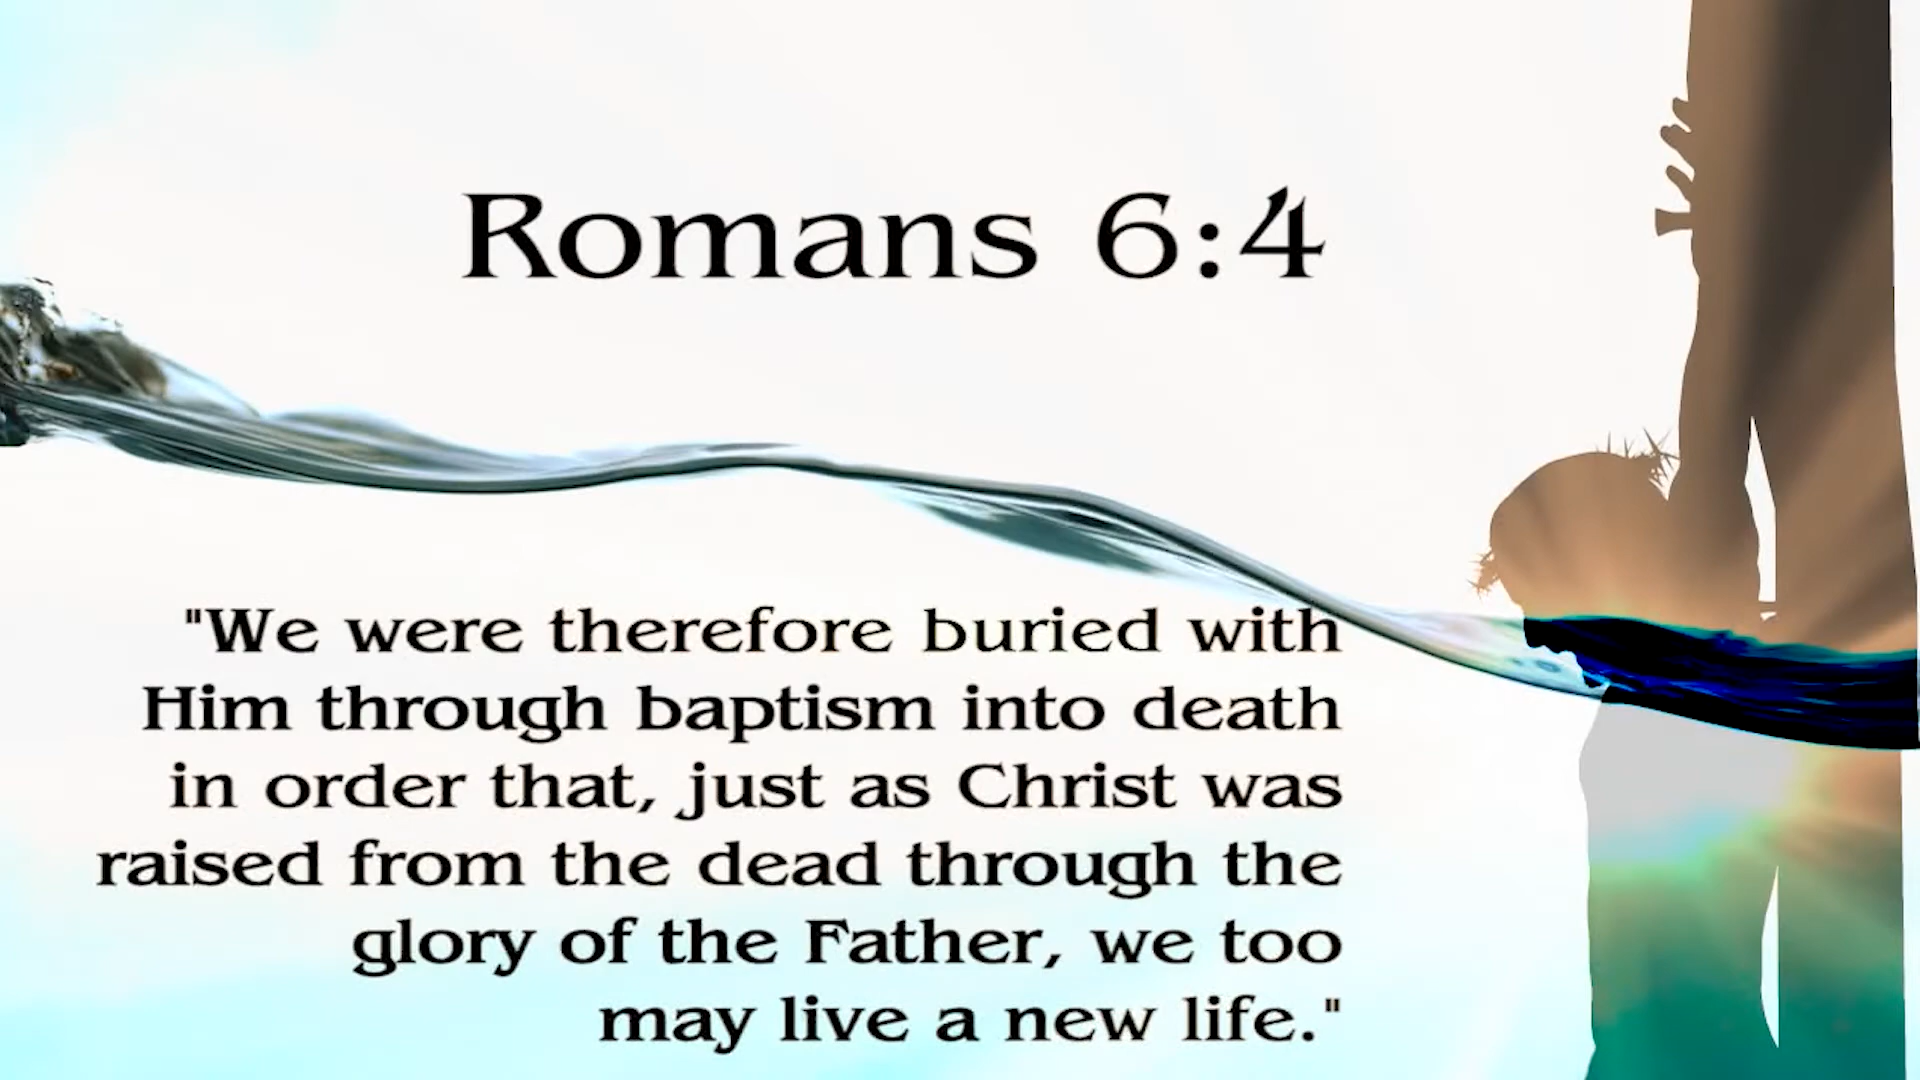 Romans 6:4
"We were therefore buried with
Him through baptism into death
in order that, just as Christ was
raised from the dead through the
glory of the Father, we too
may live a new life."